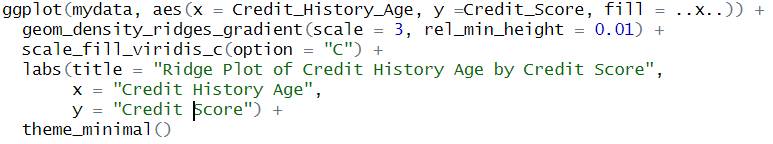 ggplot(mydata, aes(x = Credit_History_Age, y =Credit_Score, fill = ..x..)) +
  geom_density_ridges_gradient(scale = 3, rel_min_height = 0.01) +
  scale_fill_viridis_c(option = "C") +
  labs(title = "Ridge Plot of Credit History Age by Credit Score",
       x = "Credit History Age",
       y = "Credit Score") +
  theme_minimal()